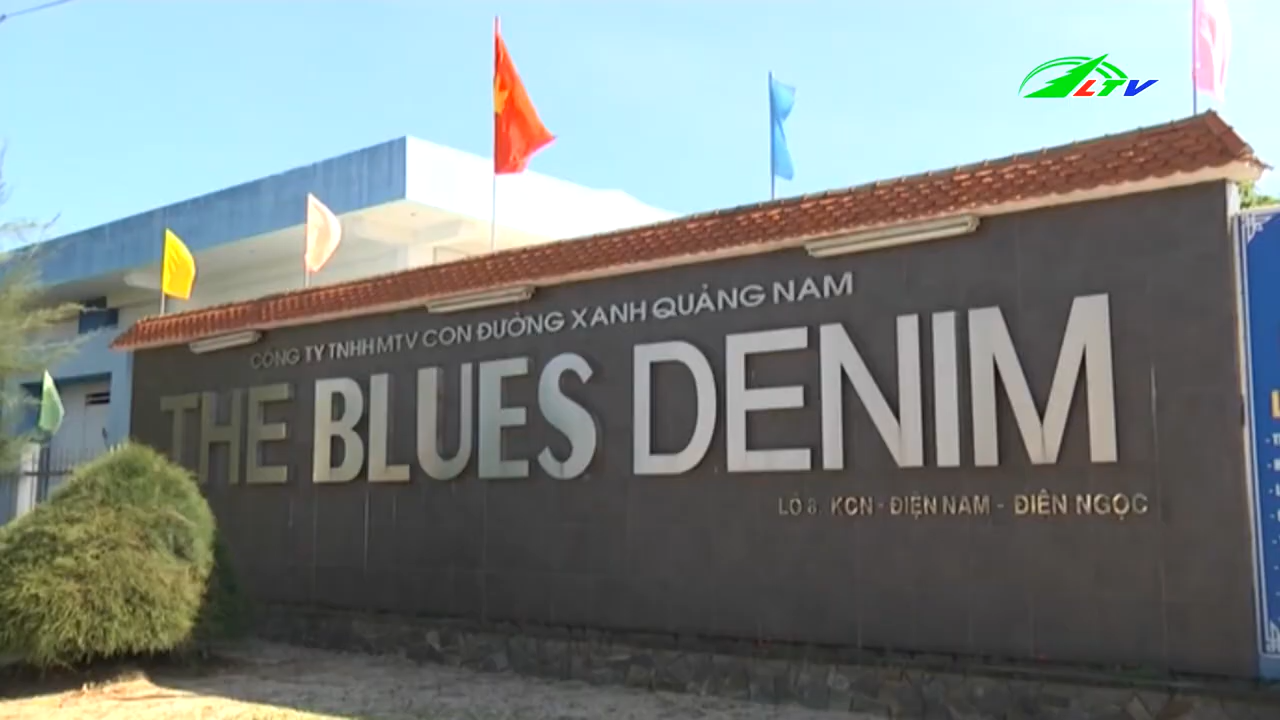 LTV
CÔNG TY TNHH MTV CON ĐƯỜNG XANH QUẢNG NAM
THE BLUES DENIM
LÔ 8, KCN - ĐIỆN NAM - ĐIỆN NGỌC